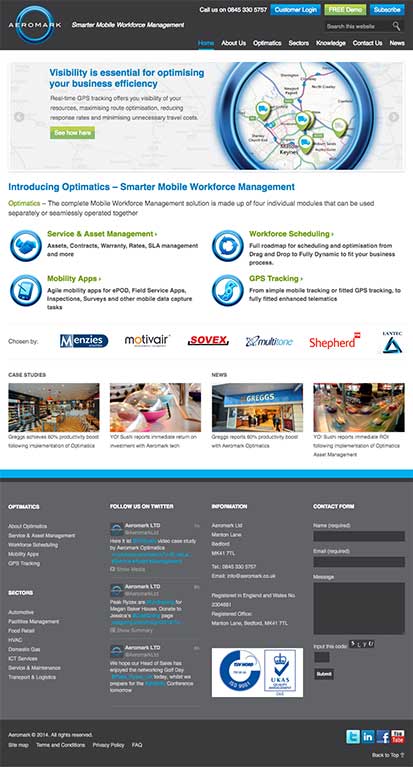 Call us on 0845 330 5757
Customer Login
FREE Demo
Subscribe
AEROMARK
Smarter Mobile Workforce Management
Search this website
Home
About Us
Optimatics
Sectors
Knowledge
Contact Us
News
Visibility is essential for optimising
your business efficiency
Real-time GPS tracking offers you visibility of your
resources, maximising route optimisation, reducing
response rates and minimising unnecessary travel costs.
See how here
Introducing Optimatics – Smarter Mobile Workforce Management
Optimatics – The complete Mobile Workforce Management solution is made up of four individual modules that can be used
separately or seamlessly operated together
Service & Asset Management ›
Assets, Contracts, Warranty, Rates, SLA management
and more
Workforce Scheduling ›
Full roadmap for scheduling and optimisation from
Drag and Drop to Fully Dynamic to fit your business
process.
Mobility Apps ›
Agile mobility apps for ePOD, Field Service Apps,
Inspections, Surveys and other mobile data capture
tasks
GPS Tracking ›
From simple mobile tracking or fitted GPS tracking, to
fully fitted enhanced telematics
Chosen by:
Menzies
motivair
SOVEX
multitone
Shepherd
LANTEC
CASE STUDIES
NEWS
GREGGS
Greggs achieves 60% productivity boost
following implementation of Optimatics
YO! Sushi reports immediate return on
investment with Aeromark tech
Greggs reports 60% productivity boost
with Optimatics
YO! Sushi reports immediate ROI
following implementation of Optimatics
Asset Management
OPTIMATICS
About Optimatics
Service & Asset Management
Workforce Scheduling
Mobility Apps
GPS Tracking
SECTORS
Automotive
Facilities Management
Food Retail
HVAC
Domestic Gas
ICT Services
Service & Maintenance
Transport & Logistics
FOLLOW US ON TWITTER
Aeromark LTD
@AeromarkLtd
Here it is!
video case study
by Aeromark Optimatics
Show Media
Aeromark LTD
@AeromarkLtd
Peak Ryzex are
for
Megan Baker House. Donate to
Jessica's
page
Show Summary
Aeromark LTD
@AeromarkLtd
We hope our Head of Sales has
enjoyed the networking Golf Day
today, whilst we
prepare for the
Conference
tomorrow
INFORMATION
Aeromark Ltd
Manton Lane
Bedford
MK41 7TL
Tel.: 0845 330 5757
Email: info@aeromark.co.uk
Registered in England and Wales No.
2304681
Registered Office:
Manton Lane, Bedford, MK41 7TL
TÜV NORD
ISO 9001
UKAS
QUALITY
MANAGEMENT
CONTACT FORM
Name (required)
Email (required)
Message
Input this code:
Submit
Aeromark © 2014. All rights reserved.
Site map
Terms and Conditions
Privacy Policy
FAQ
You
Tube
Back to Top